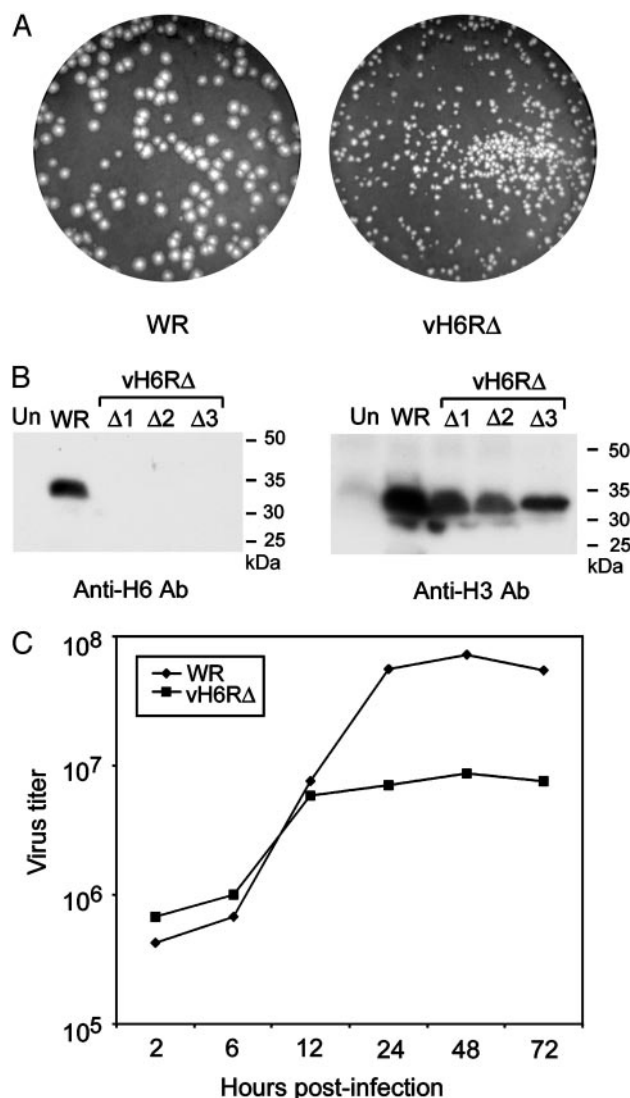 A
WR
vH6RΔ
B
vH6RΔ
Un WR Δ1 Δ2 Δ3
50
35
30
25
kDa
Anti-H6 Ab
vH6RΔ
Un WR Δ1 Δ2 Δ3
50
35
30
25
kDa
Anti-H3 Ab
C
10⁸
10⁷
10⁶
10⁵
Virus titer
WR
vH6RΔ
2 6 12 24 48 72
Hours post-infection